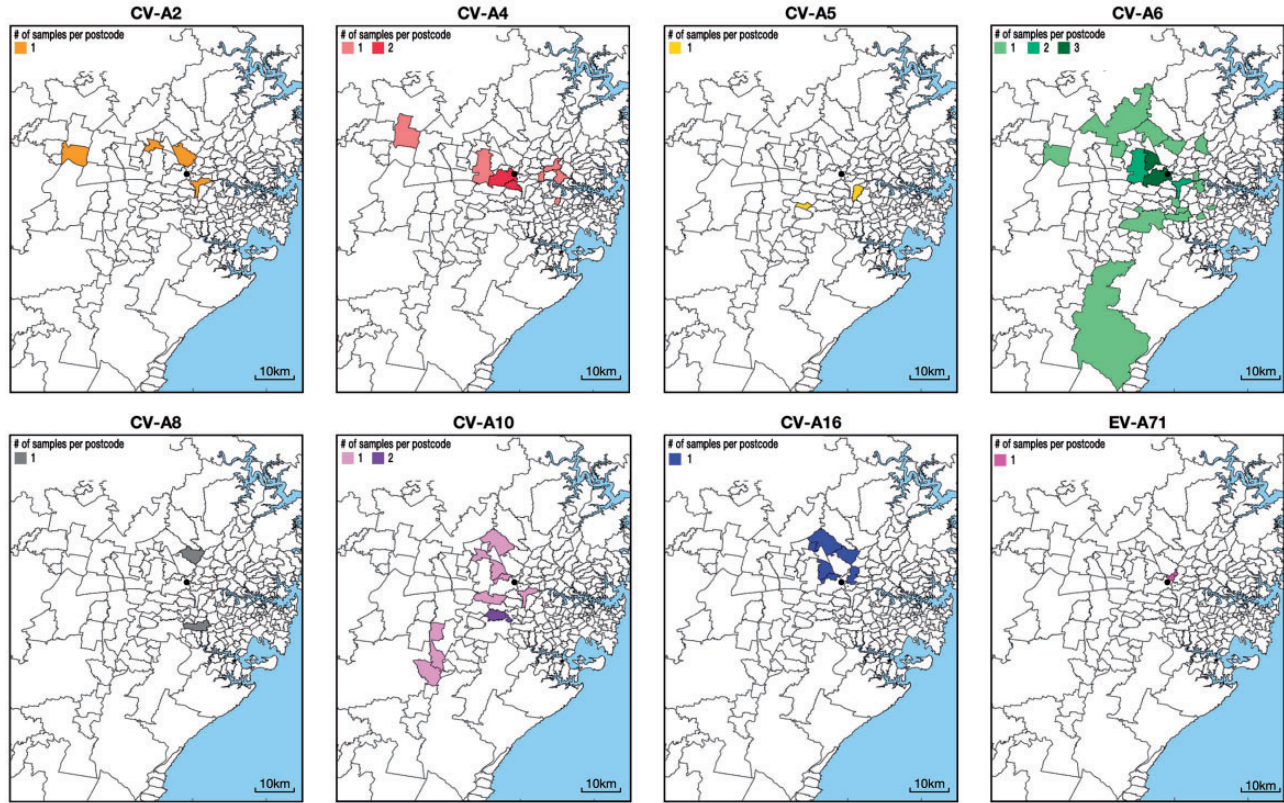 CV-A2
# of samples per postcode
1
10km
CV-A4
# of samples per postcode
1 2
10km
CV-A5
# of samples per postcode
1
10km
CV-A6
# of samples per postcode
1 2 3
10km
CV-A8
# of samples per postcode
1
10km
CV-A10
# of samples per postcode
1 2
10km
CV-A16
# of samples per postcode
1
10km
EV-A71
# of samples per postcode
1
10km